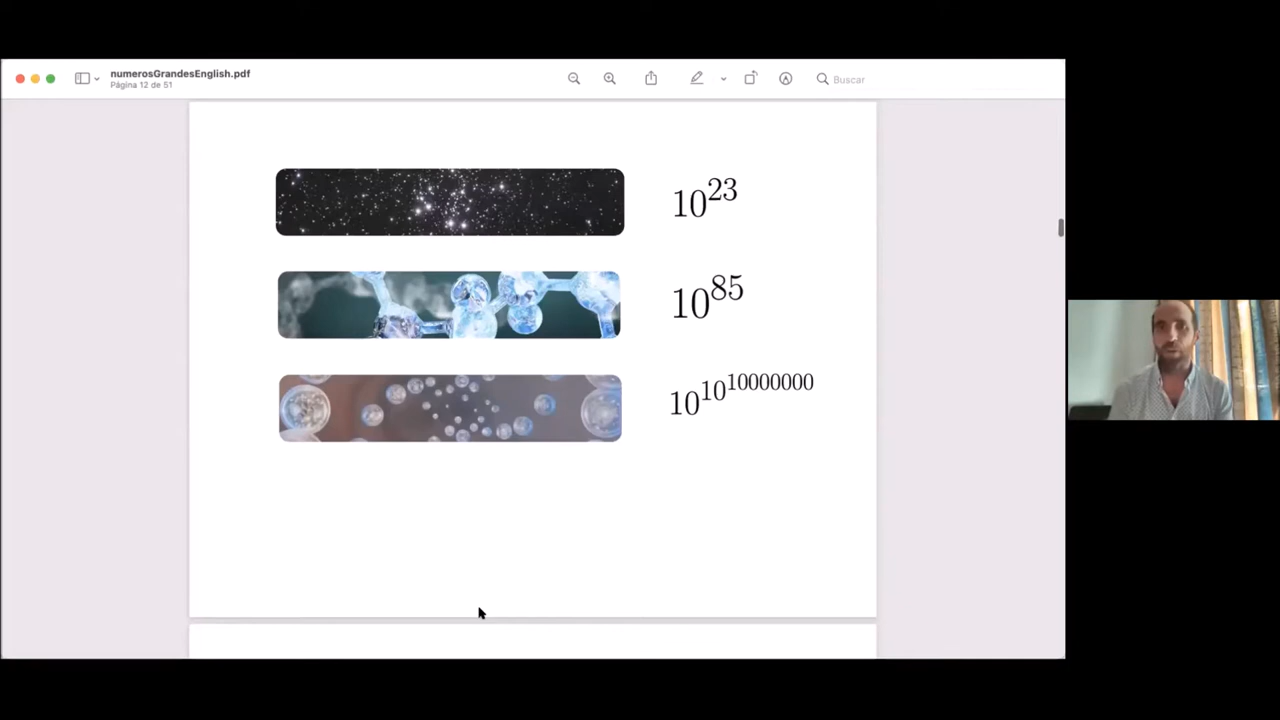 numerosGrandesEnglish.pdf
Página 12 de 51
Buscar
10^23
10^85
10^10^10000000